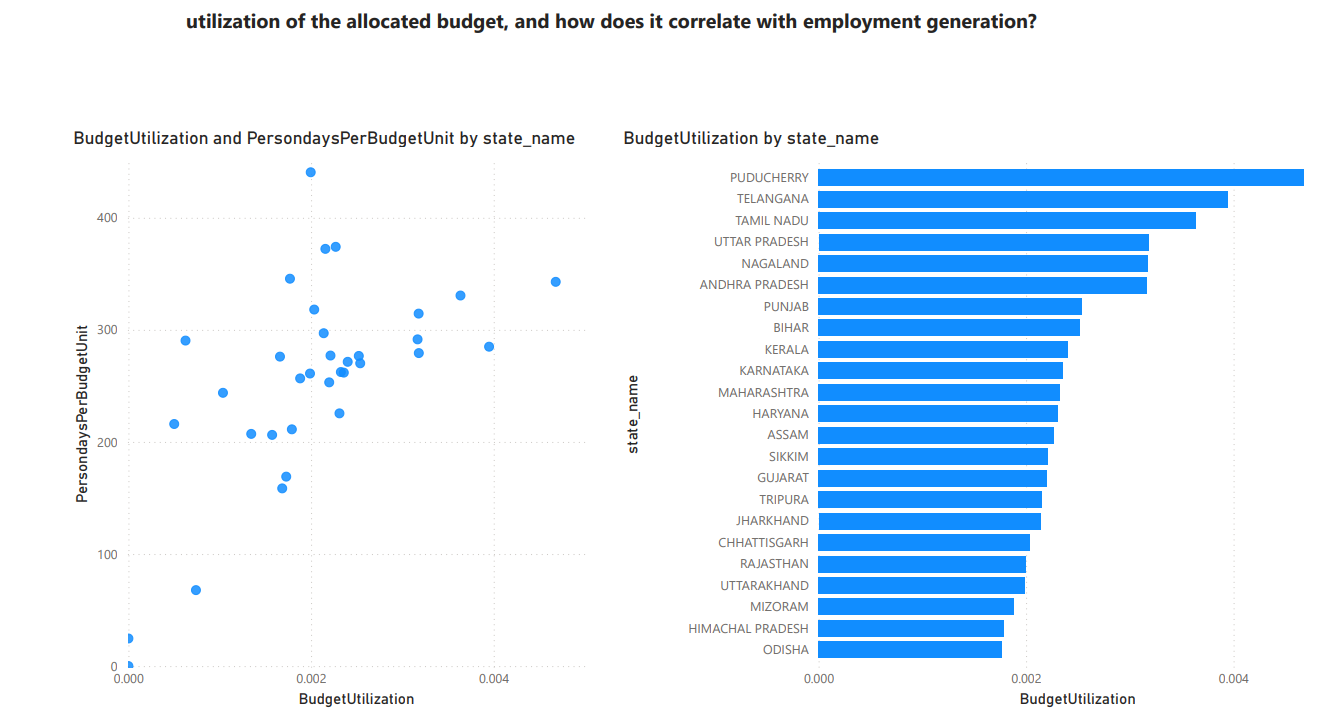 utilization of the allocated budget, and how does it correlate with employment generation?
BudgetUtilization and PersondaysPerBudgetUnit by state_name
400
300
200
100
0
PersondaysPerBudgetUnit
0.000
0.002
0.004
BudgetUtilization
BudgetUtilization by state_name
state_name
PUDUCHERRY
TELANGANA
TAMIL NADU
UTTAR PRADESH
NAGALAND
ANDHRA PRADESH
PUNJAB
BIHAR
KERALA
KARNATAKA
MAHARASHTRA
HARYANA
ASSAM
SIKKIM
GUJARAT
TRIPURA
JHARKHAND
CHHATTISGARH
RAJASTHAN
UTTARAKHAND
MIZORAM
HIMACHAL PRADESH
ODISHA
0.000
0.002
0.004
BudgetUtilization